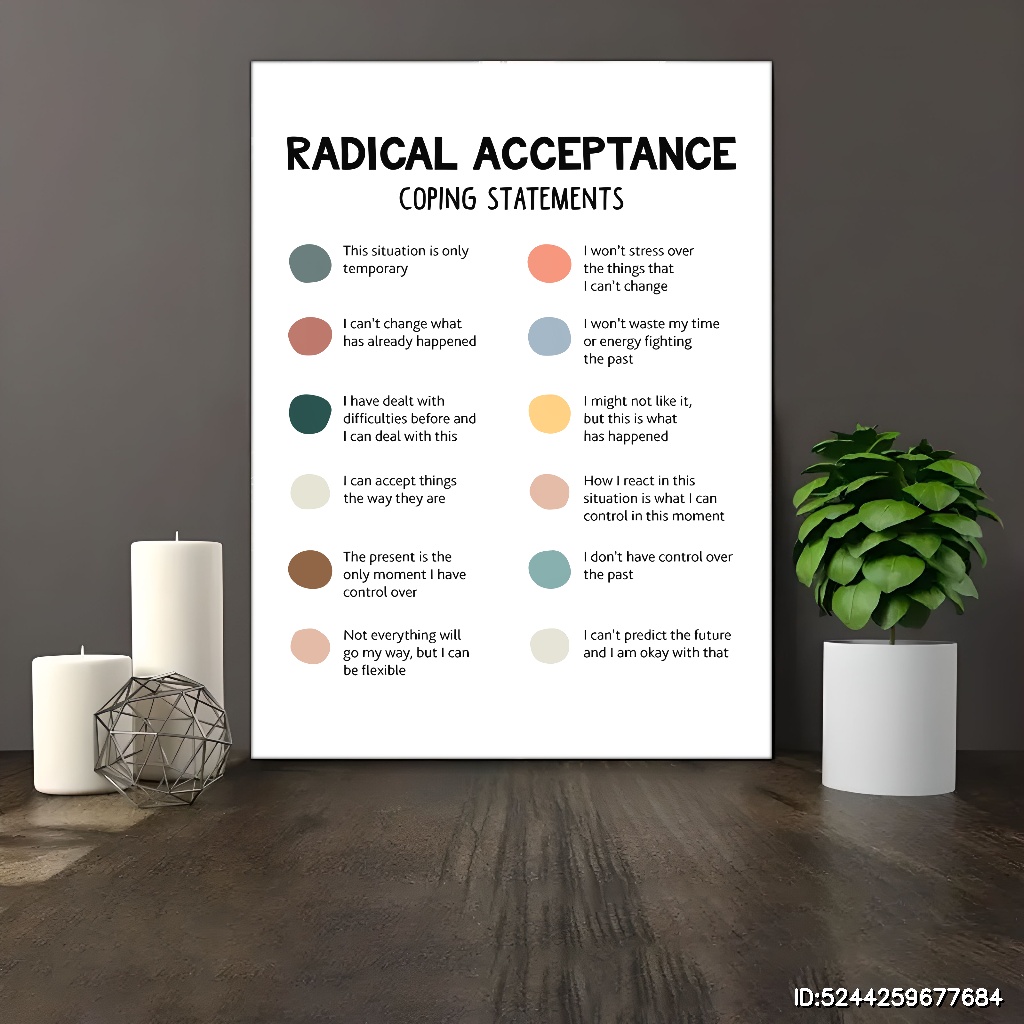 RADICAL ACCEPTANCE
COPING STATEMENTS
This situation is only
temporary
I can't change what
has already happened
I have dealt with
difficulties before and
I can deal with this
I can accept things
the way they are
The present is the
only moment I have
control over
Not everything will
go my way, but I can
be flexible
I won't stress over
the things that
I can't change
I won't waste my time
or energy fighting
the past
I might not like it,
but this is what
has happened
How I react in this
situation is what I can
control in this moment
I don't have control over
the past
I can't predict the future
and I am okay with that
ID:5244259677684